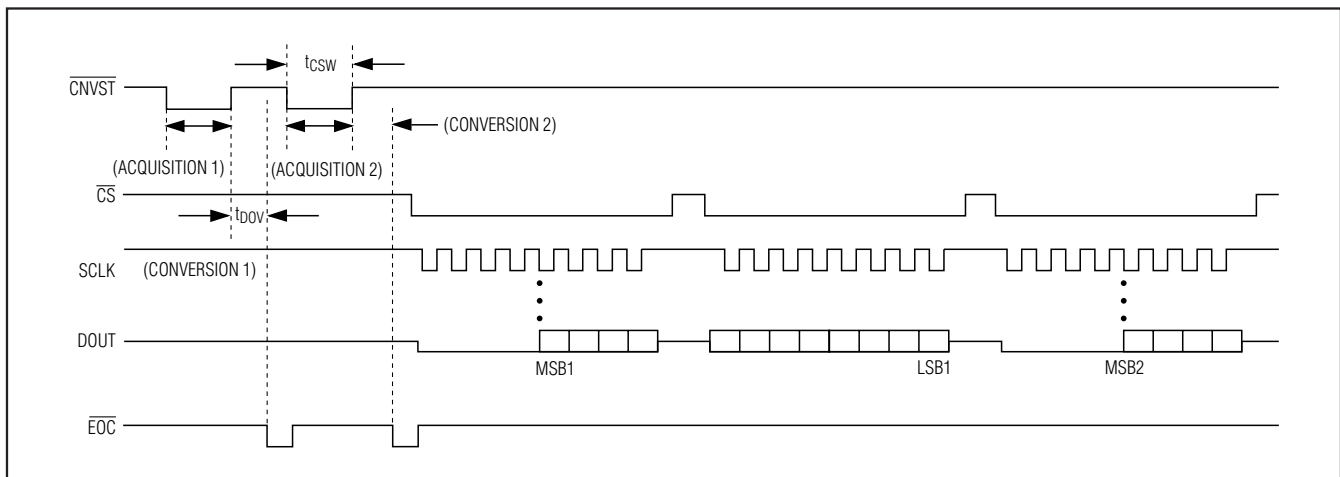 tCSW
CNVST
(CONVERSION 2)
(ACQUISITION 1) (ACQUISITION 2)
CS
tDOV
SCLK (CONVERSION 1)
DOUT
MSB1 LSB1 MSB2
EOC